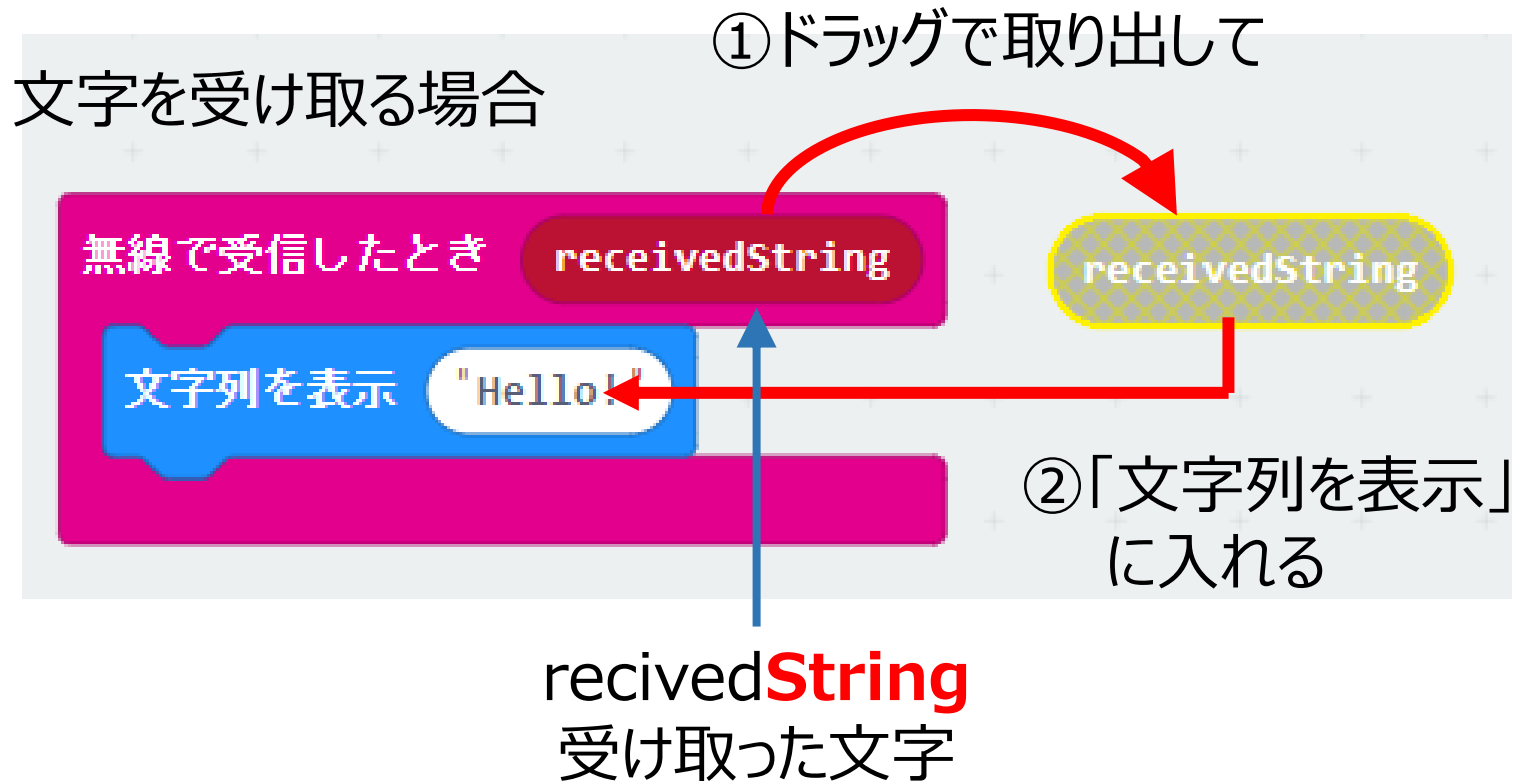 ①ドラッグで取り出して
文字を受け取る場合
無線で受信したとき receivedString
receivedString
文字列を表示 "Hello!"
②「文字列を表示」
に入れる
recivedString
受け取った文字